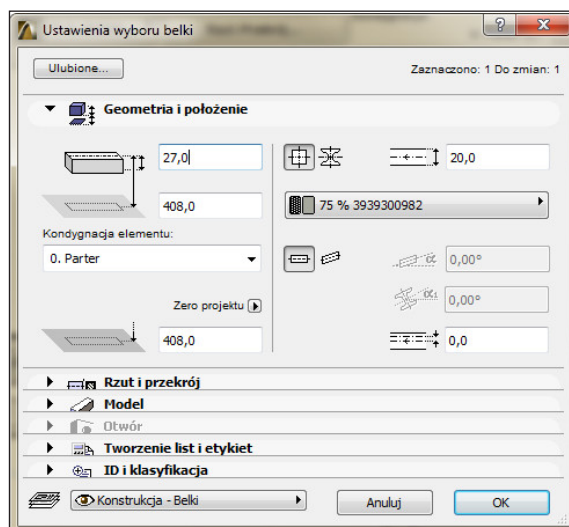 Ustawienia wyboru belki
Ulubione...
Zaznaczono: 1 Do zmian: 1
Geometria i położenie
27,0
20,0
408,0
75 % 3939300982
Kondygnacja elementu:
0. Parter
α 0,00°
Zero projektu
α1 0,00°
408,0
0,0
Rzut i przekrój
Model
Otwór
Tworzenie list i etykiet
ID i klasyfikacja
Konstrukcja - Belki
Anuluj
OK